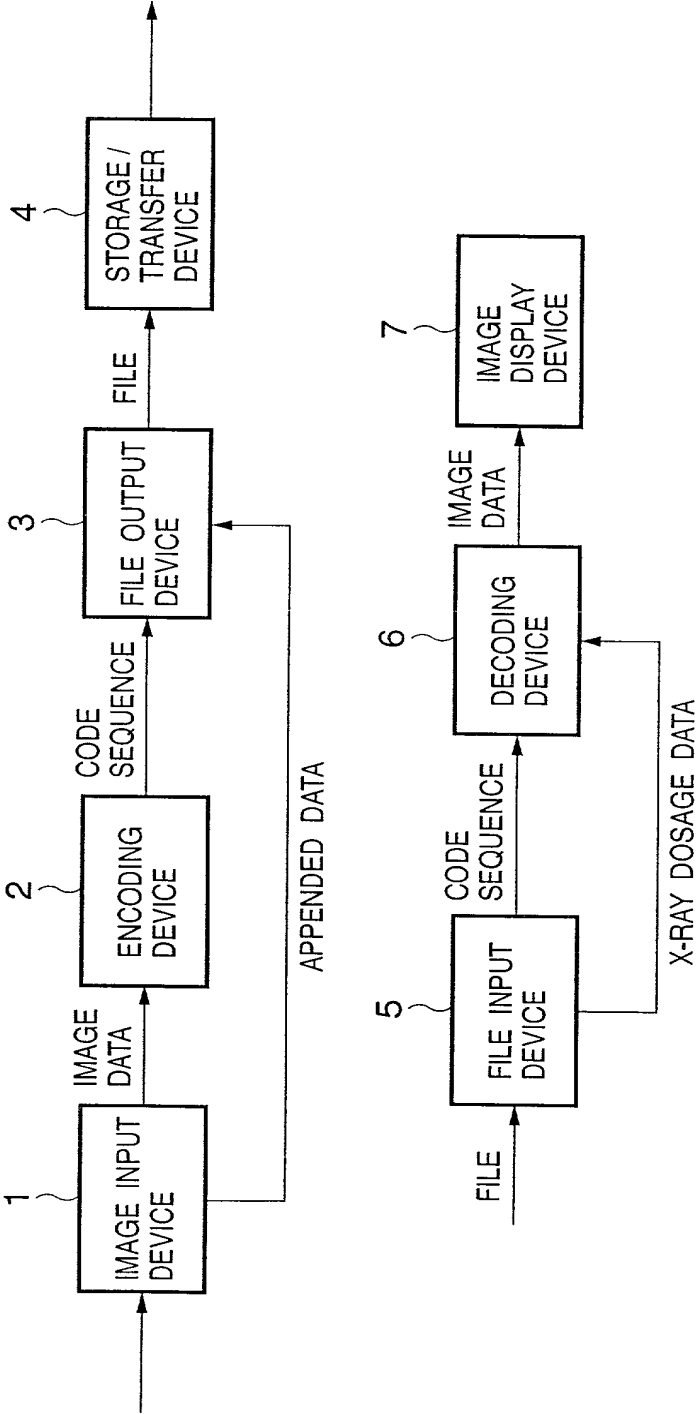 1
IMAGE INPUT
DEVICE
IMAGE
DATA
2
ENCODING
DEVICE
CODE
SEQUENCE
3
FILE OUTPUT
DEVICE
FILE
4
STORAGE /
TRANSFER
DEVICE
APPENDED DATA
FILE
5
FILE INPUT
DEVICE
CODE
SEQUENCE
6
DECODING
DEVICE
IMAGE
DATA
7
IMAGE
DISPLAY
DEVICE
X-RAY DOSAGE DATA